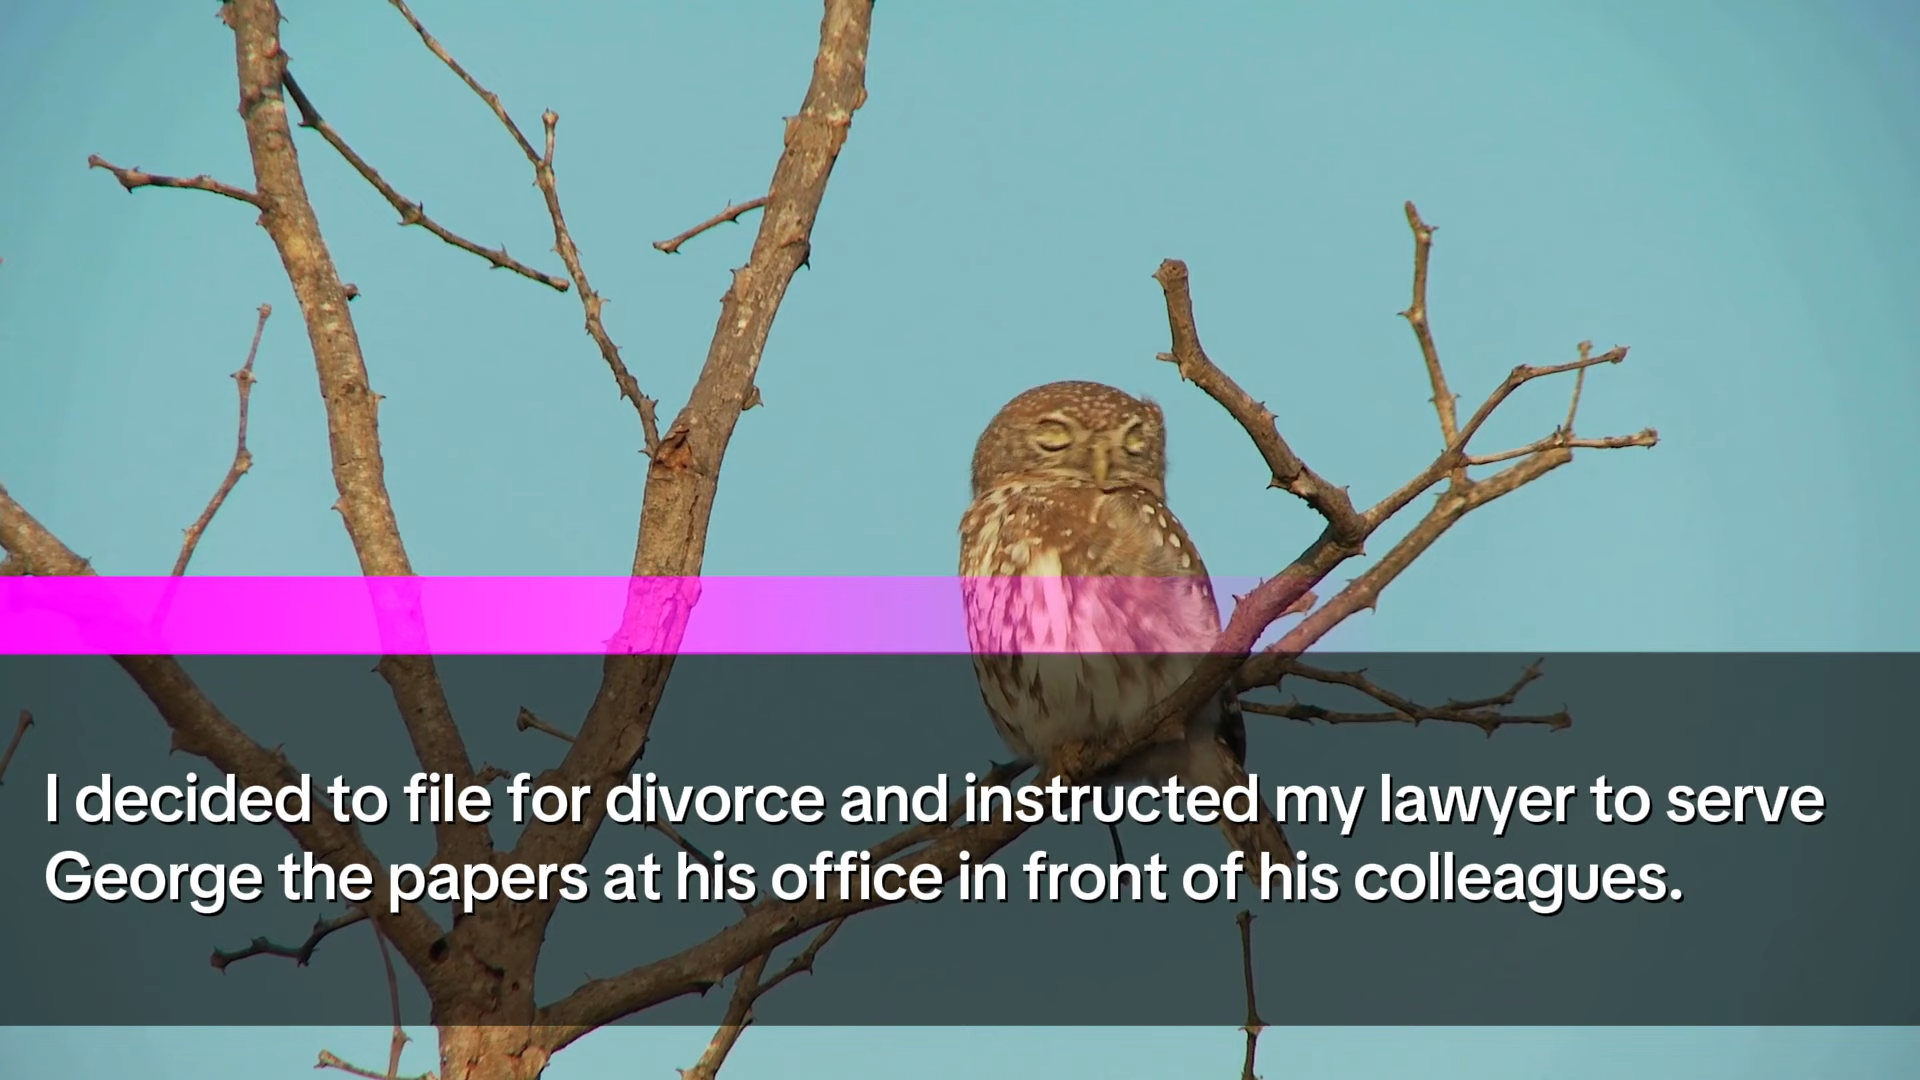 I decided to file for divorce and instructed my lawyer to serve
George the papers at his office in front of his colleagues.